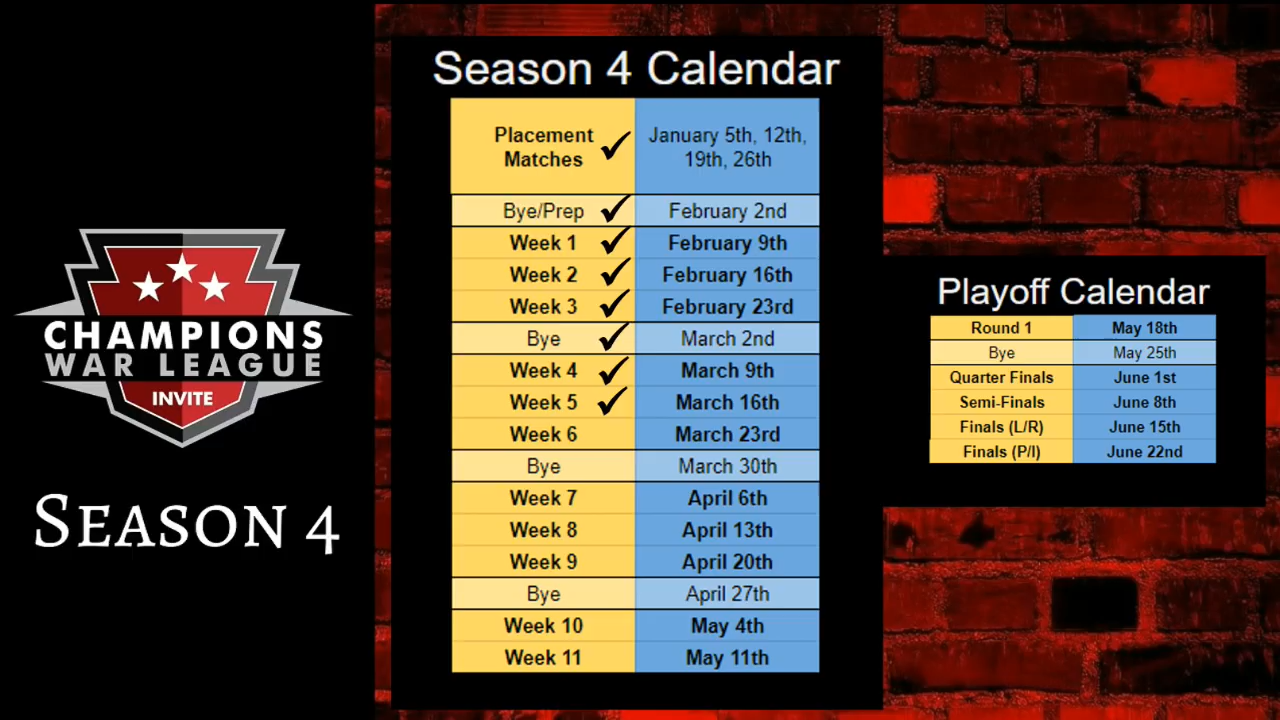 CHAMPIONS
WAR LEAGUE
INVITE
SEASON 4
Season 4 Calendar
Placement Matches January 5th, 12th, 19th, 26th
Bye/Prep February 2nd
Week 1 February 9th
Week 2 February 16th
Week 3 February 23rd
Bye March 2nd
Week 4 March 9th
Week 5 March 16th
Week 6 March 23rd
Bye March 30th
Week 7 April 6th
Week 8 April 13th
Week 9 April 20th
Bye April 27th
Week 10 May 4th
Week 11 May 11th
Playoff Calendar
Round 1 May 18th
Bye May 25th
Quarter Finals June 1st
Semi-Finals June 8th
Finals (L/R) June 15th
Finals (P/I) June 22nd